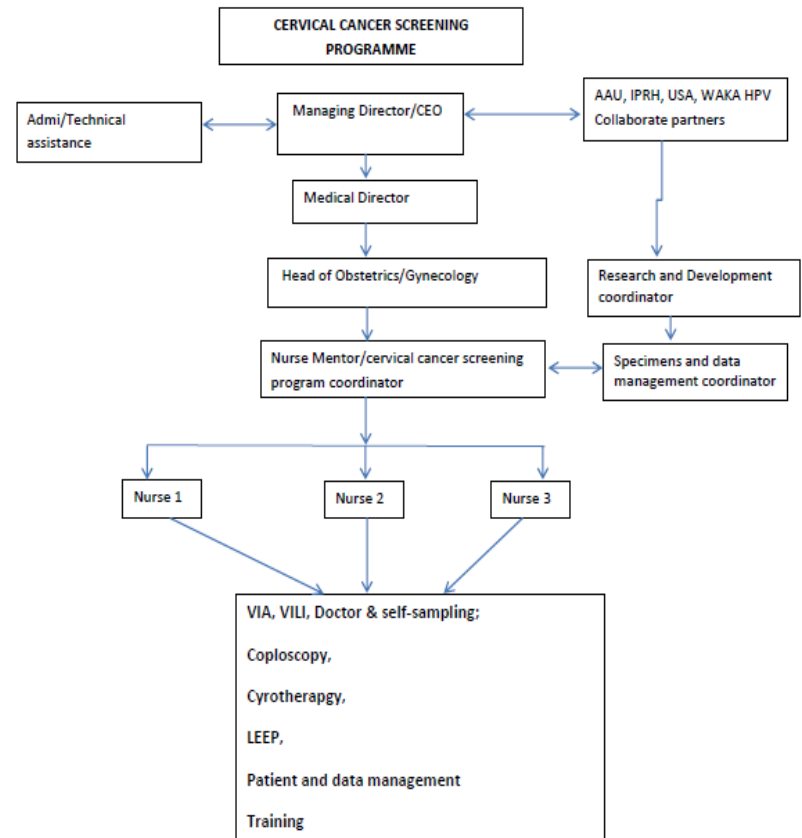 CERVICAL CANCER SCREENING
PROGRAMME
Admi/Technical
assistance
Managing Director/CEO
AAU, IPRH, USA, WAKA HPV
Collaborate partners
Medical Director
Head of Obstetrics/Gynecology
Research and Development
coordinator
Nurse Mentor/cervical cancer screening
program coordinator
Specimens and data
management coordinator
Nurse 1
Nurse 2
Nurse 3
VIA, VILI, Doctor & self-sampling;
Coploscopy,
Cyrotherapgy,
LEEP,
Patient and data management
Training